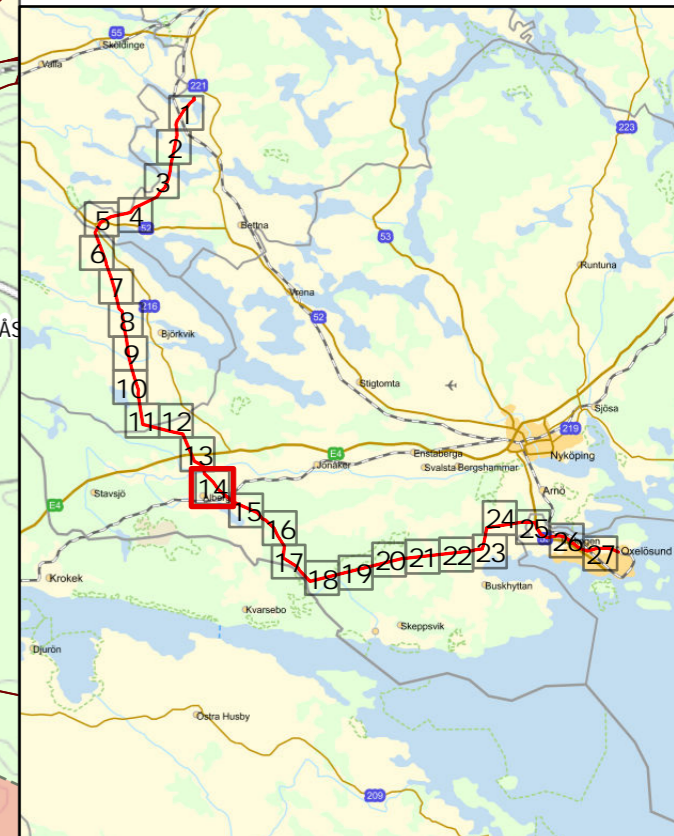 55
Sköldinge
Valla
221
1
2
223
3
4
5
52
Bettna
53
6
Runtuna
7
Vrena
216
8
52
ÅS
Björkvik
9
10
Stigtomta
Sjösa
11
12
219
13
E4
Enstaberga
Nyköping
Jönåker
Svalsta
Bergshammar
14
Stavsjö
Ålberga
Arnö
E4
15
24
16
25
26
27
Oxelösund
17
22
23
21
20
Krokek
18
19
Buskhyttan
Kvarsebo
Skeppsvik
Djurön
Östra Husby
209